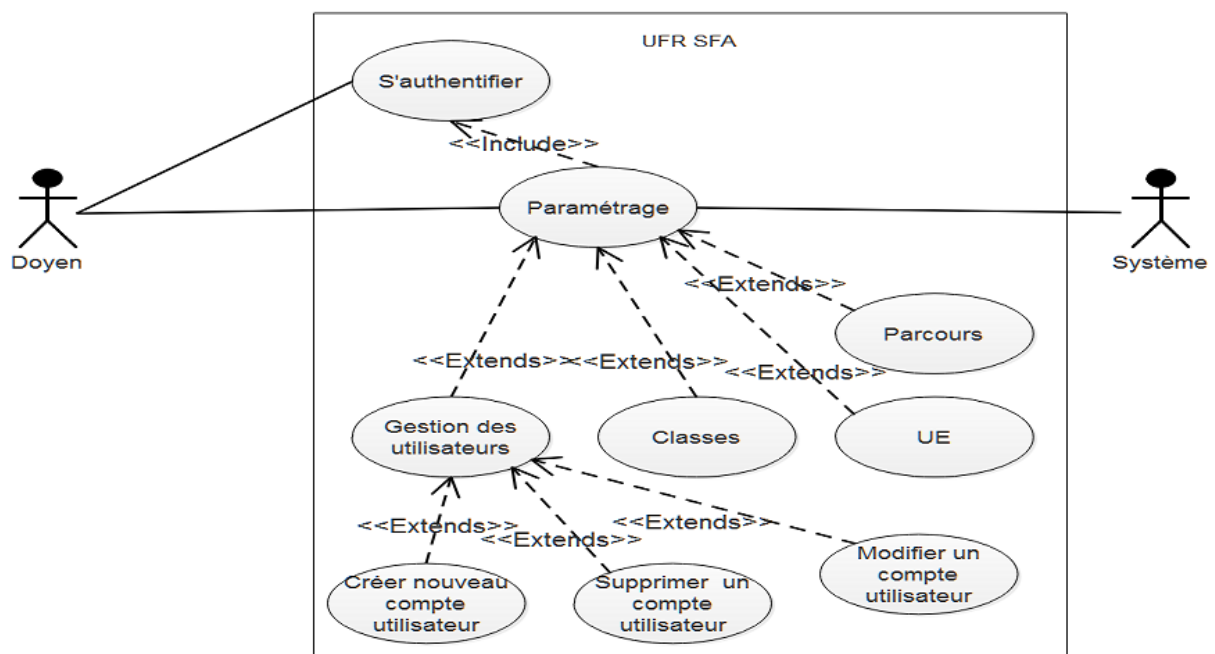 UFR SFA
S'authentifier
<<Include>>
Paramétrage
Doyen
Système
<<Extends>>
Parcours
<<Extends>>
<<Extends>>
<<Extends>>
Gestion des
utilisateurs
Classes
UE
<<Extends>>
<<Extends>>
<<Extends>>
Créer nouveau
compte
utilisateur
Supprimer un
compte
utilisateur
Modifier un
compte
utilisateur